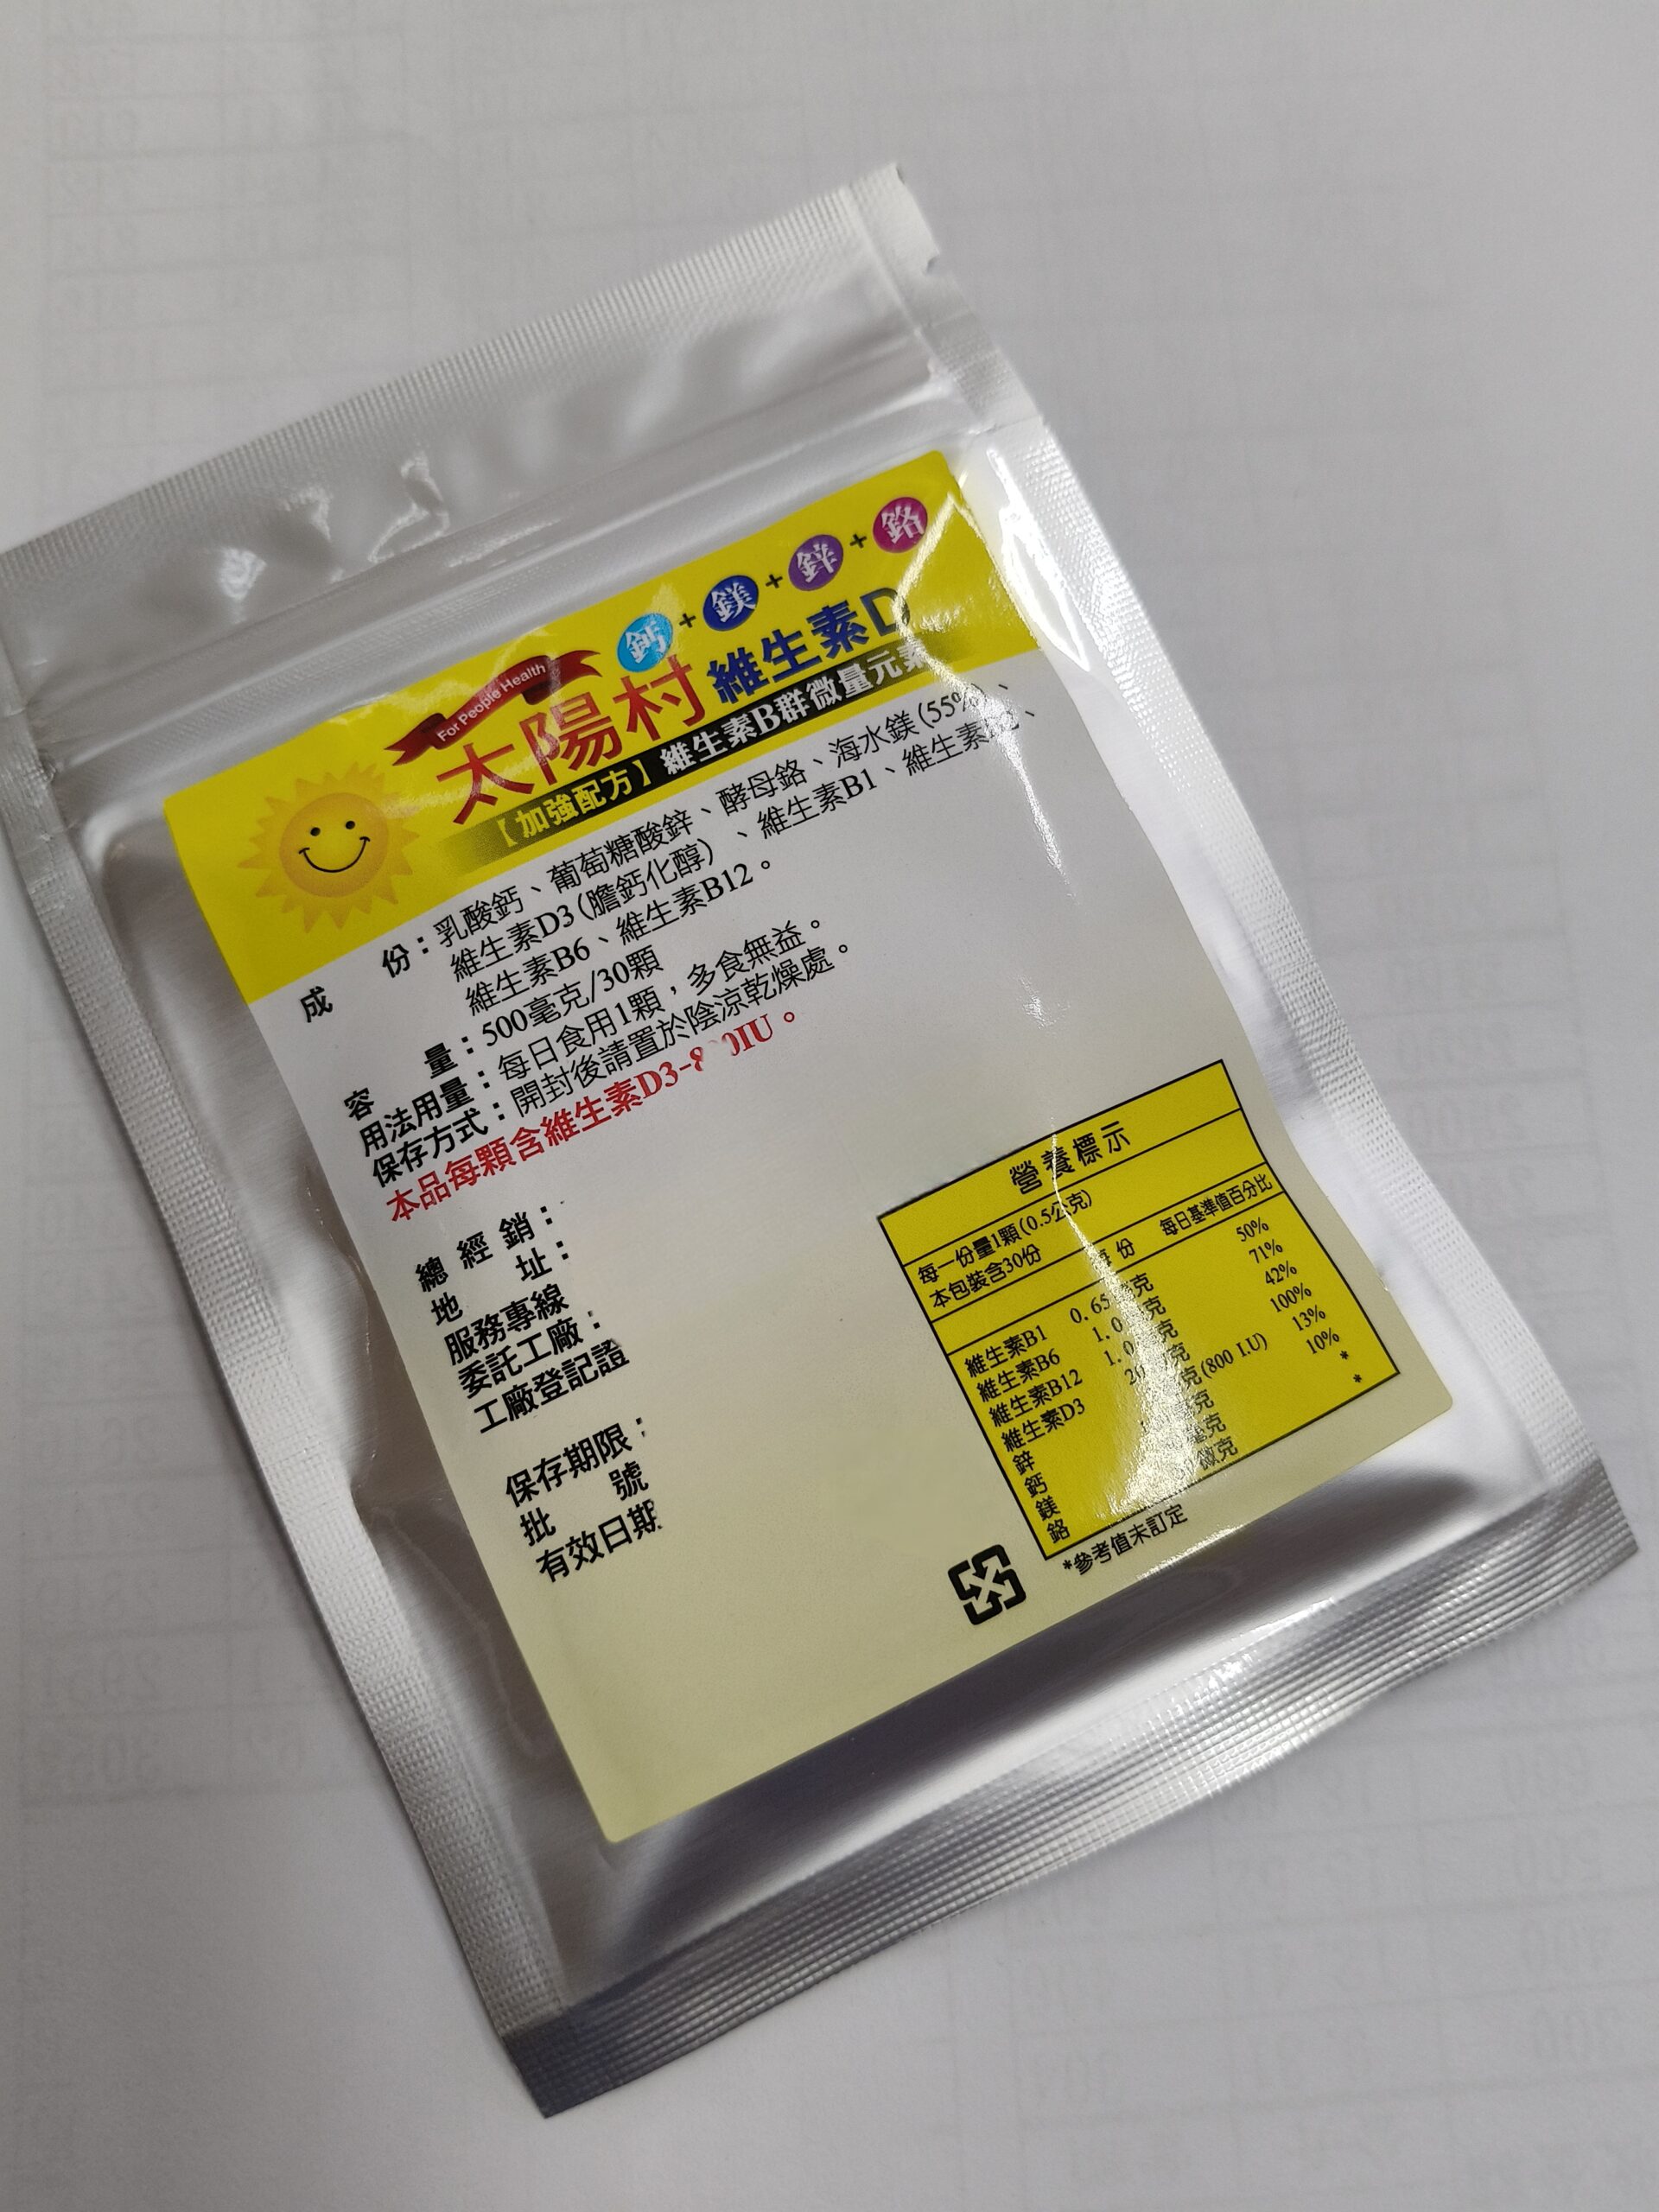 鈣+鎂+鋅+鉻
For People Health
太陽村 維生素D
【加強配方】維生素B群微量元素
成 份：乳酸鈣、葡萄糖酸鋅、酵母鉻、海水鎂(55%)、
維生素D3(膽鈣化醇)、維生素B1、維生素
維生素B6、維生素B12。
容 量：500毫克/30顆
用法用量：每日食用1顆，多食無益。
保存方式：開封後請置於陰涼乾燥處。
本品每顆含維生素D3-
總 經 銷：
地 址：
服務專線
委託工廠：
工廠登記證
保存期限：
批 號
有效日期
營養標示
每一份量1顆(0.5公克)
本包裝含30份
每份 每日基準值百分比
維生素B1 50%
維生素B6 71%
維生素B12 42%
維生素D3 (800 I.U) 100%
鋅 13%
鈣 10%
鎂 *
鉻 微克 *
*參考值未訂定